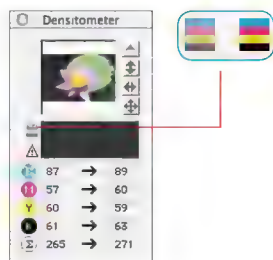 Densitometer
87 → 89
57 → 60
Y 60 → 59
61 → 63
Σ 265 → 271